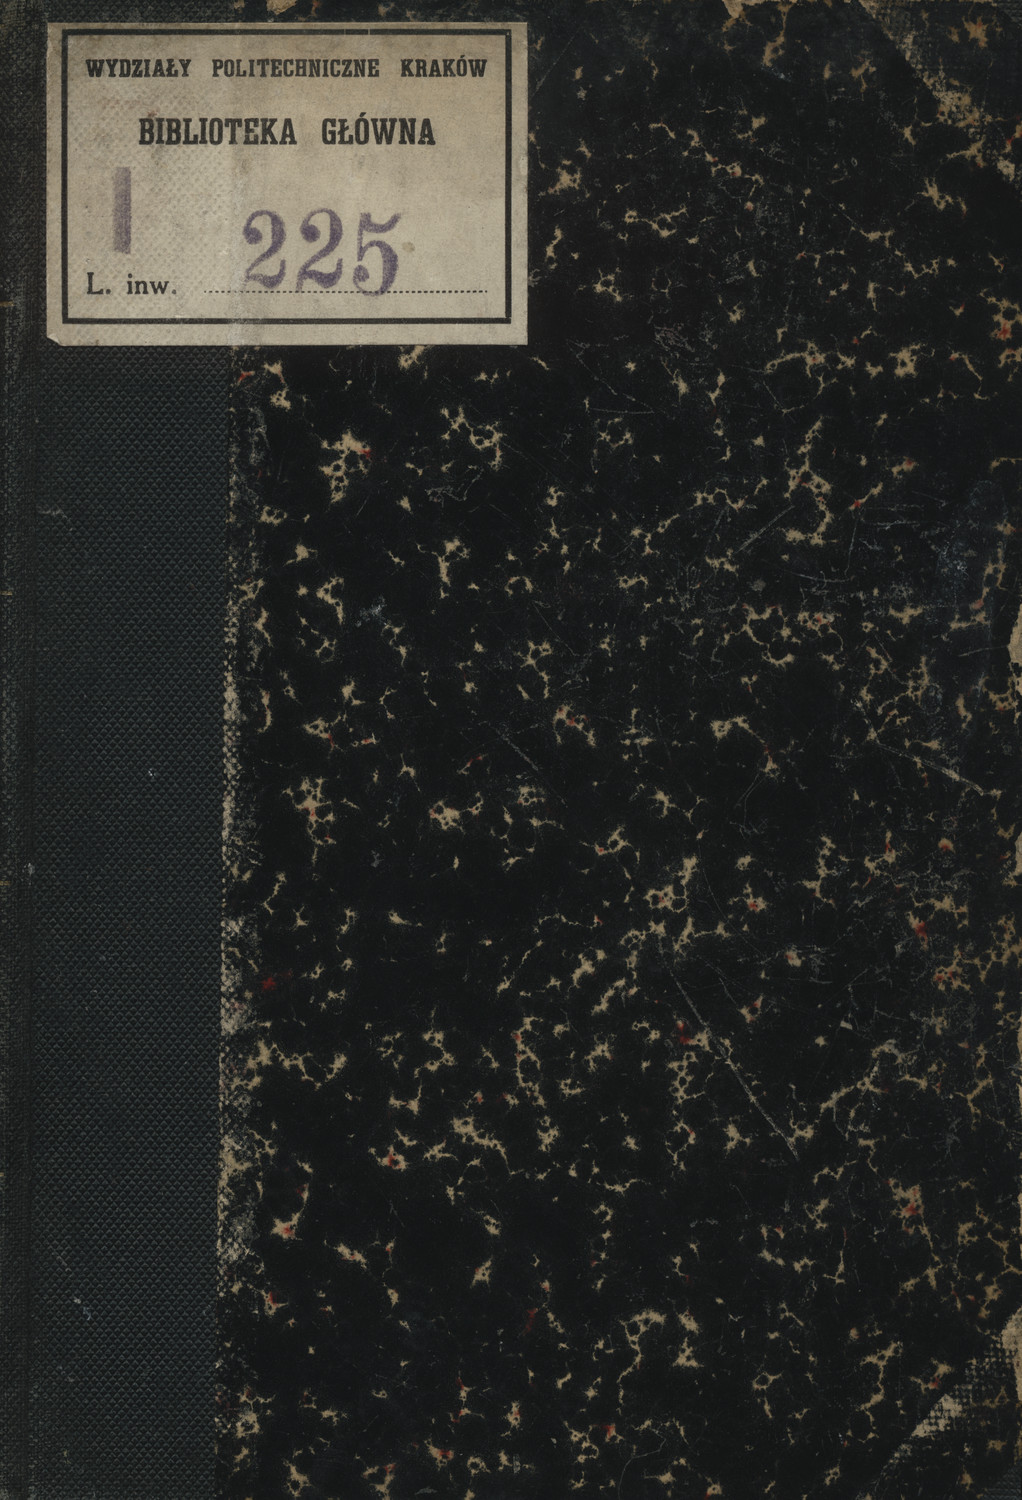 WYDZIAŁY POLITECHNICZNE KRAKÓW
BIBLIOTEKA GŁÓWNA
I
L. inw. 225